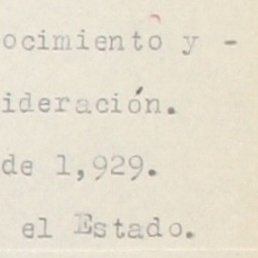 ocimiento y -
ideración.
de 1,929.
el Estado.